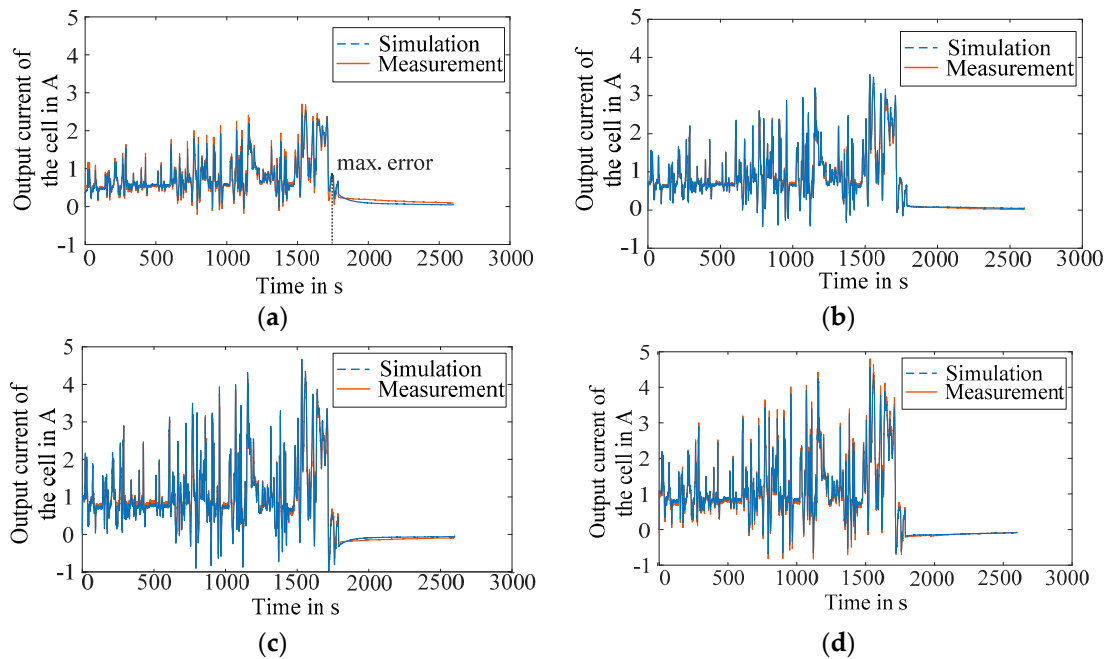 5
4
3
2
1
0
-1
Output current of
the cell in A
Simulation
Measurement
max. error
0 500 1000 1500 2000 2500 3000
Time in s
(a)
5
4
3
2
1
0
-1
Output current of
the cell in A
Simulation
Measurement
0 500 1000 1500 2000 2500 3000
Time in s
(b)
5
4
3
2
1
0
-1
Output current of
the cell in A
Simulation
Measurement
0 500 1000 1500 2000 2500 3000
Time in s
(c)
5
4
3
2
1
0
-1
Output current of
the cell in A
Simulation
Measurement
0 500 1000 1500 2000 2500 3000
Time in s
(d)